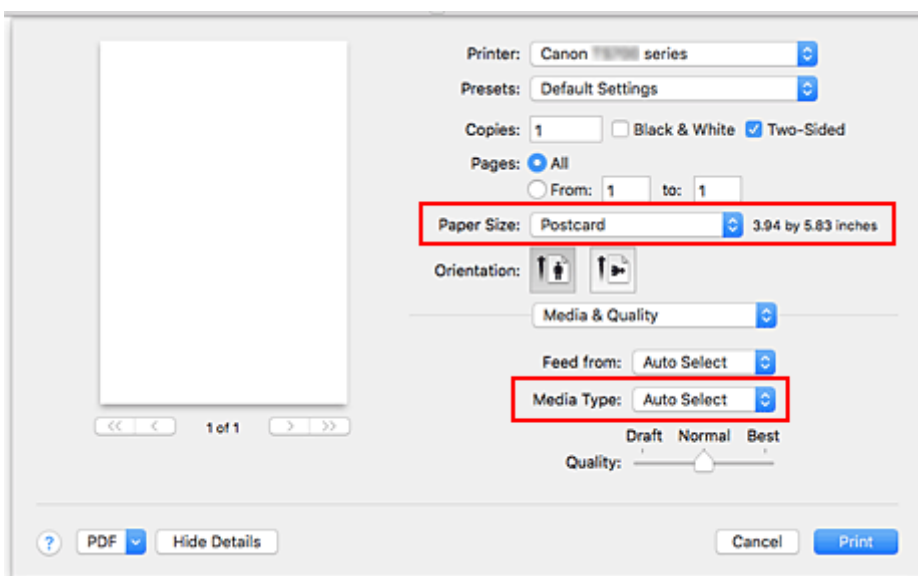 Printer: Canon series
Presets: Default Settings
Copies: 1 Black & White Two-Sided
Pages: All
From: 1 to: 1
Paper Size: Postcard 3.94 by 5.83 inches
Orientation:
Media & Quality
Feed from: Auto Select
Media Type: Auto Select
Draft Normal Best
Quality:
<< < 1 of 1 > >>
? PDF Hide Details Cancel Print